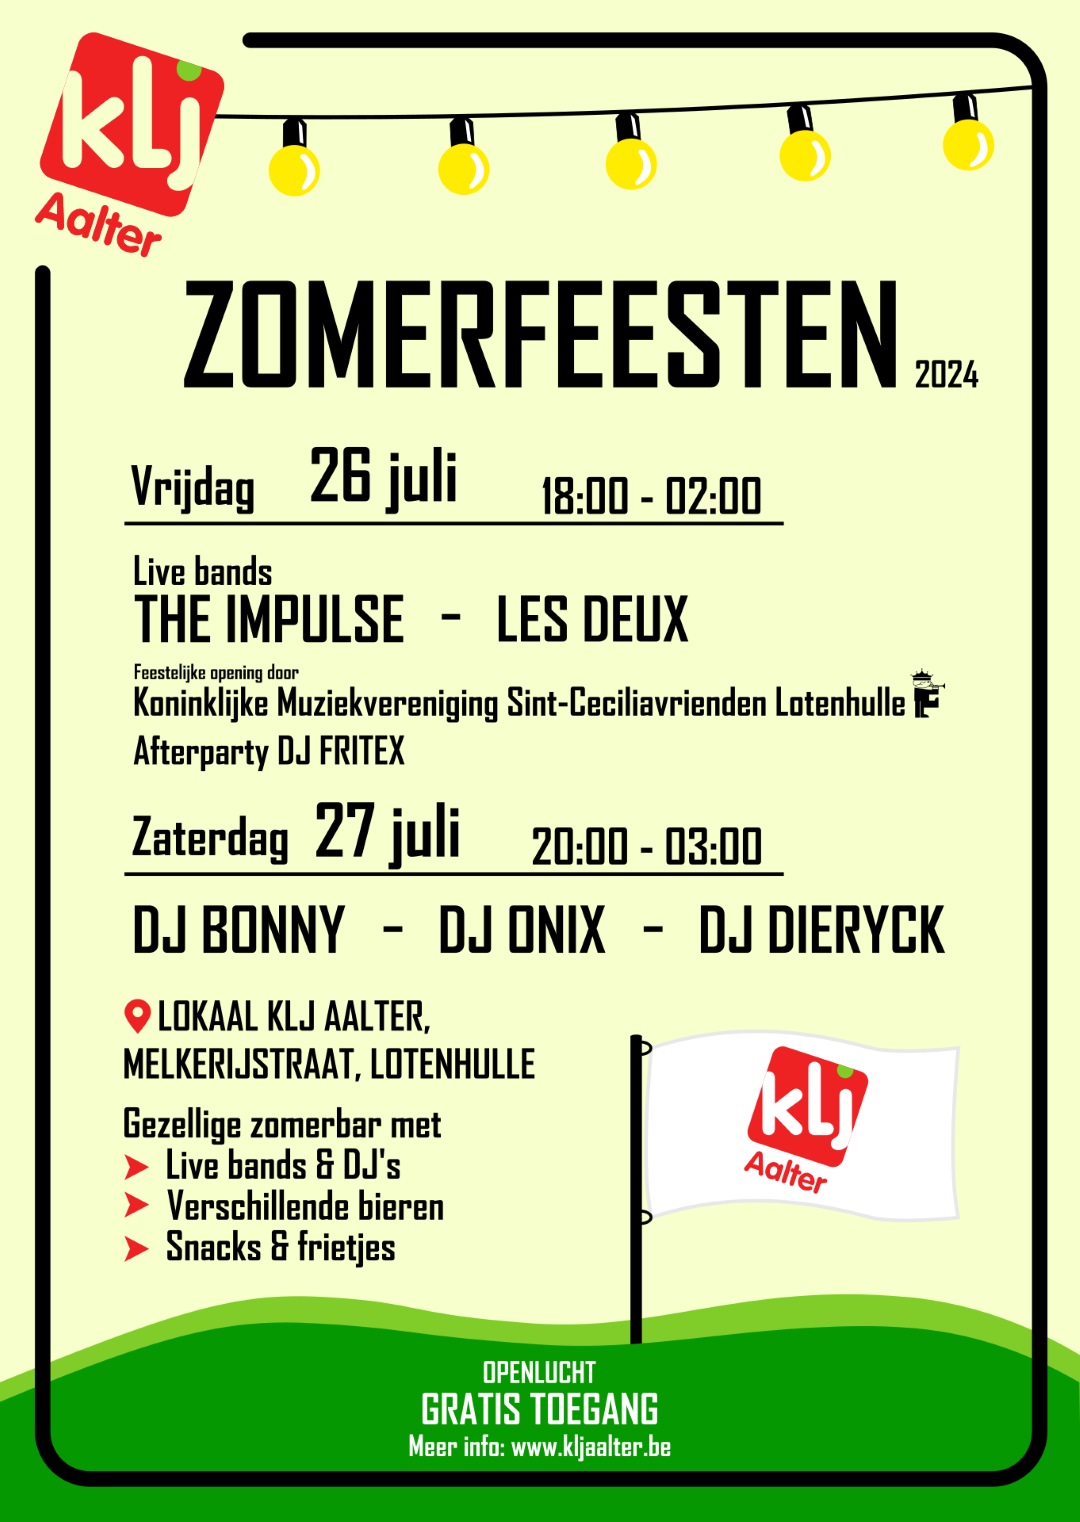 klj
Aalter
ZOMERFEESTEN 2024
Vrijdag 26 juli 18:00 - 02:00
Live bands
THE IMPULSE - LES DEUX
Feestelijke opening door
Koninklijke Muziekvereniging Sint-Ceciliavrienden Lotenhulle
Afterparty DJ FRITEX
Zaterdag 27 juli 20:00 - 03:00
DJ BONNY - DJ ONIX - DJ DIERYCK
LOKAAL KLJ AALTER,
MELKERIJSTRAAT, LOTENHULLE
Gezellige zomerbar met
Live bands & DJ's
Verschillende bieren
Snacks & frietjes
klj
Aalter
OPENLUCHT
GRATIS TOEGANG
Meer info: www.kljaalter.be